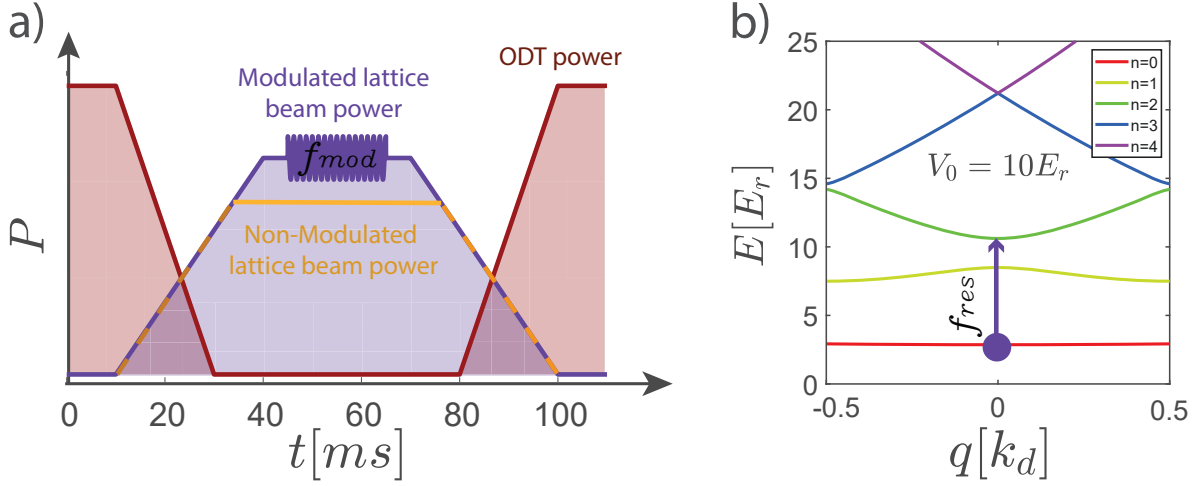 a)
ODT power
Modulated lattice
beam power
f_mod
Non-Modulated
lattice beam power
P
0 20 40 60 80 100
t[ms]
b)
25
20
15
10
5
0
E[E_r]
n=0
n=1
n=2
n=3
n=4
V_0 = 10E_r
f_res
-0.5 0 0.5
q[k_d]